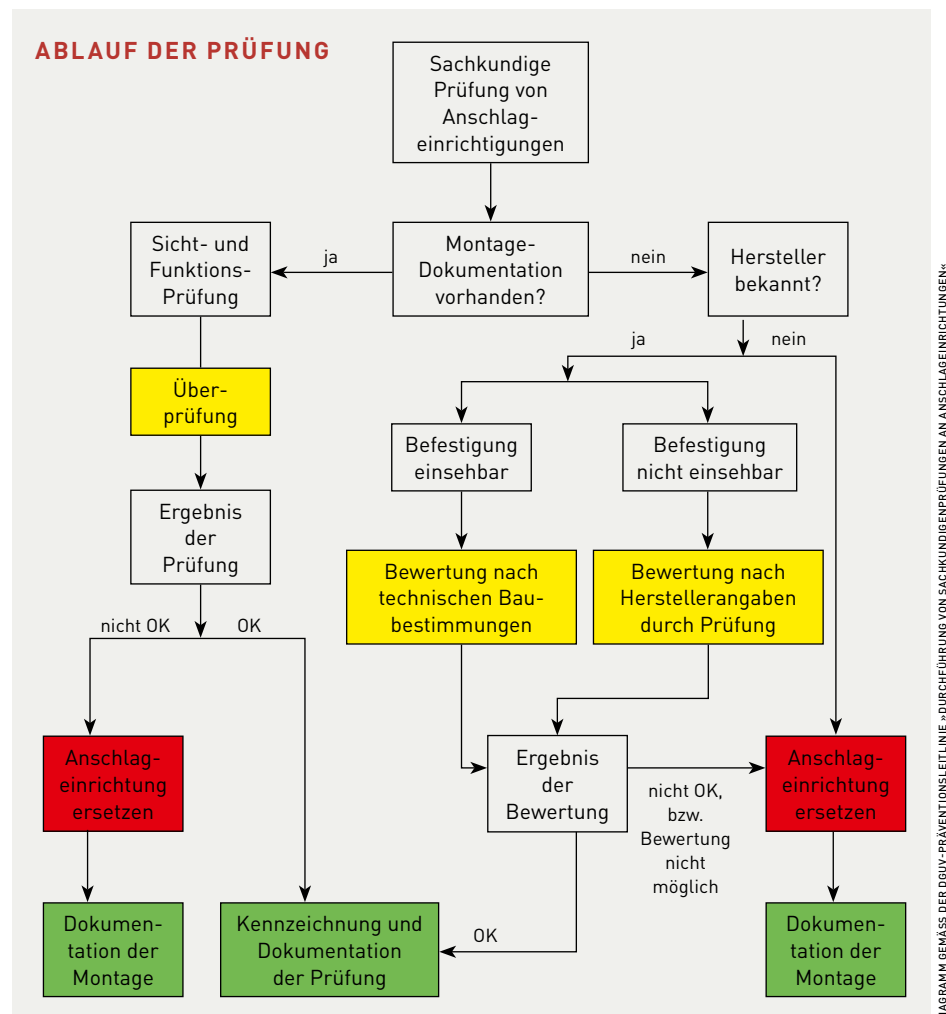 ABLAUF DER PRÜFUNG
Sachkundige
Prüfung von
Anschlag-
einrichtigungen
Sicht- und
Funktions-
Prüfung
ja
Montage-
Dokumentation
vorhanden?
nein
Hersteller
bekannt?
ja
nein
Über-
prüfung
Befestigung
einsehbar
Befestigung
nicht einsehbar
Ergebnis
der
Prüfung
Bewertung nach
technischen Bau-
bestimmungen
Bewertung nach
Herstellerangaben
durch Prüfung
nicht OK
OK
Anschlag-
einrichtung
ersetzen
Ergebnis
der
Bewertung
nicht OK,
bzw.
Bewertung
nicht
möglich
Anschlag-
einrichtung
ersetzen
Dokumen-
tation der
Montage
Kennzeichnung und
Dokumentation
der Prüfung
OK
Dokumen-
tation der
Montage
IAGRAMM GEMÄSS DER DGUV-PRÄVENTIONSLEITLINIE »DURCHFÜHRUNG VON SACHKUNDIGENPRÜFUNGEN AN ANSCHLAGEINRICHTUNGEN«